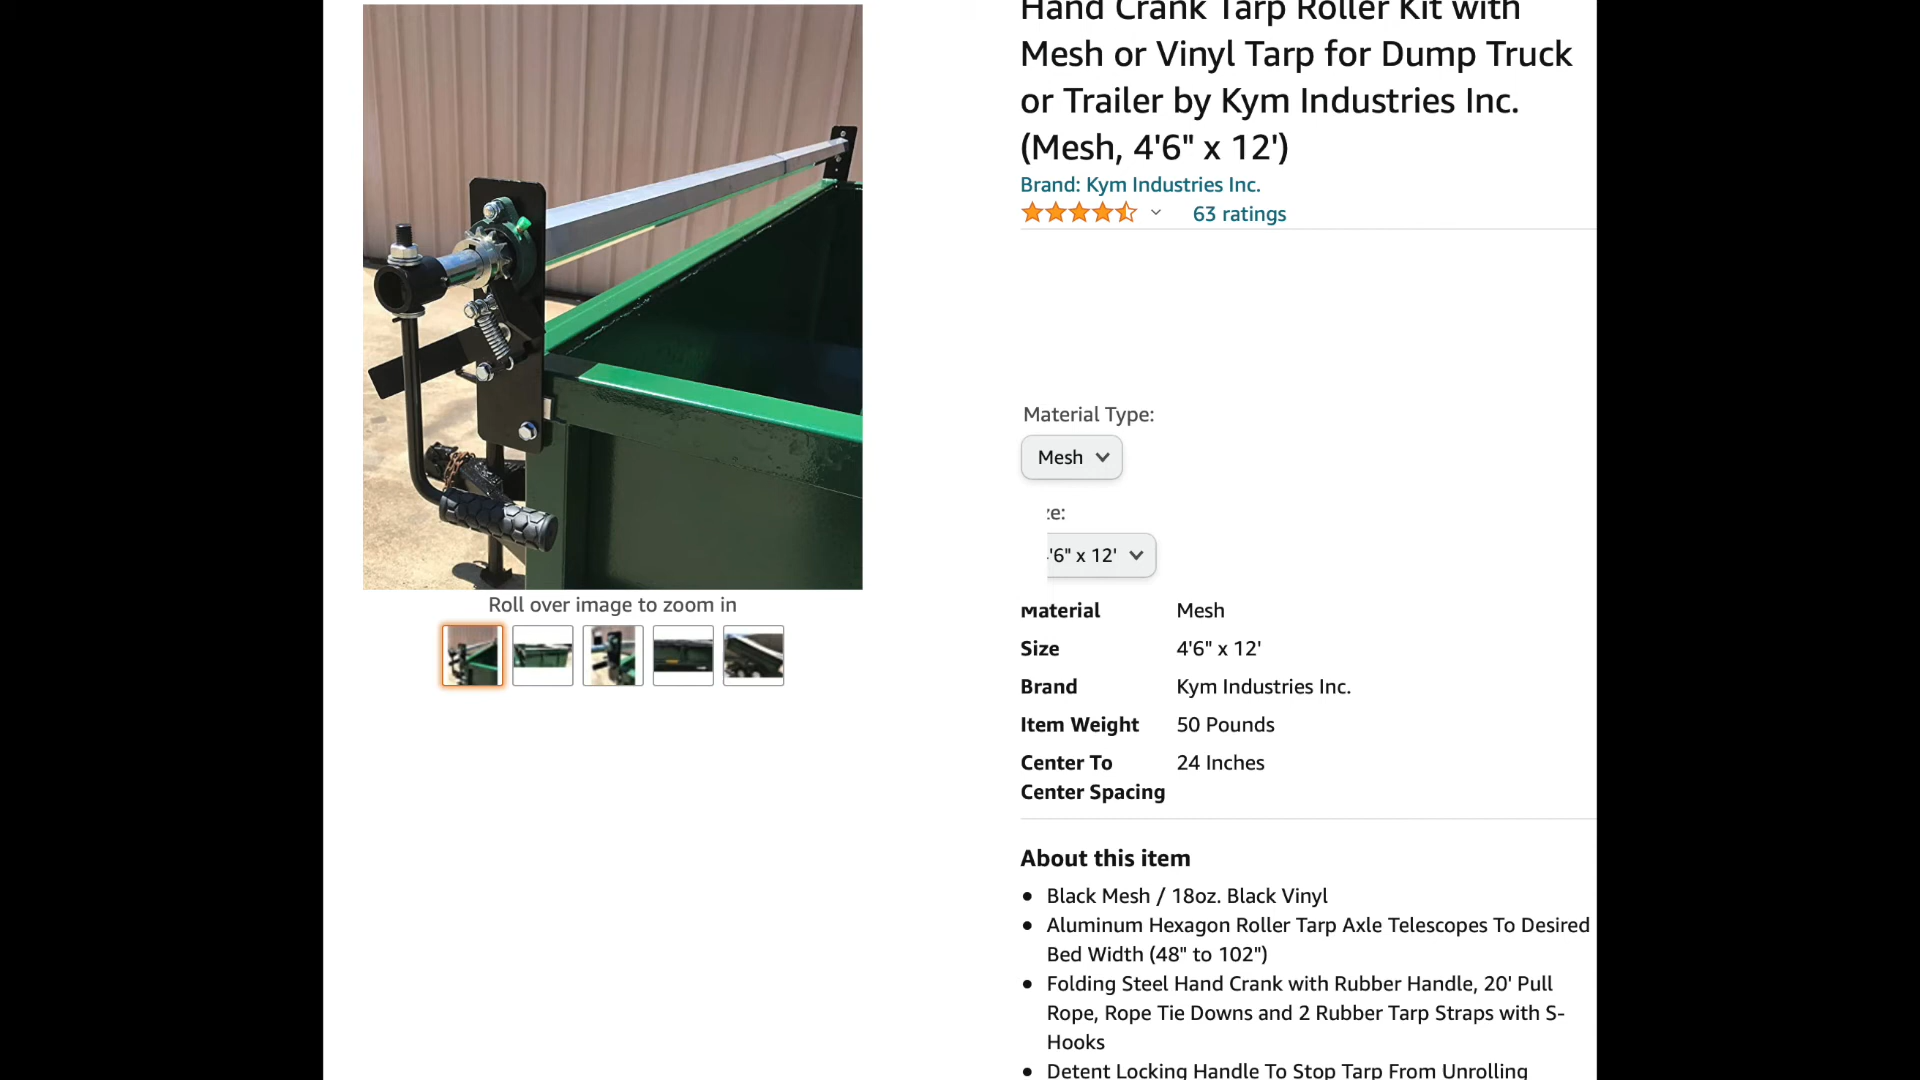 Hand Crank Tarp Roller Kit with
Mesh or Vinyl Tarp for Dump Truck
or Trailer by Kym Industries Inc.
(Mesh, 4'6" x 12')
Brand: Kym Industries Inc.
63 ratings
Material Type:
Mesh
ze:
'6" x 12'
Roll over image to zoom in
Material Mesh
Size 4'6" x 12'
Brand Kym Industries Inc.
Item Weight 50 Pounds
Center To 24 Inches
Center Spacing
About this item
• Black Mesh / 18oz. Black Vinyl
• Aluminum Hexagon Roller Tarp Axle Telescopes To Desired
Bed Width (48" to 102")
• Folding Steel Hand Crank with Rubber Handle, 20' Pull
Rope, Rope Tie Downs and 2 Rubber Tarp Straps with S-
Hooks
• Detent Locking Handle To Stop Tarp From Unrolling